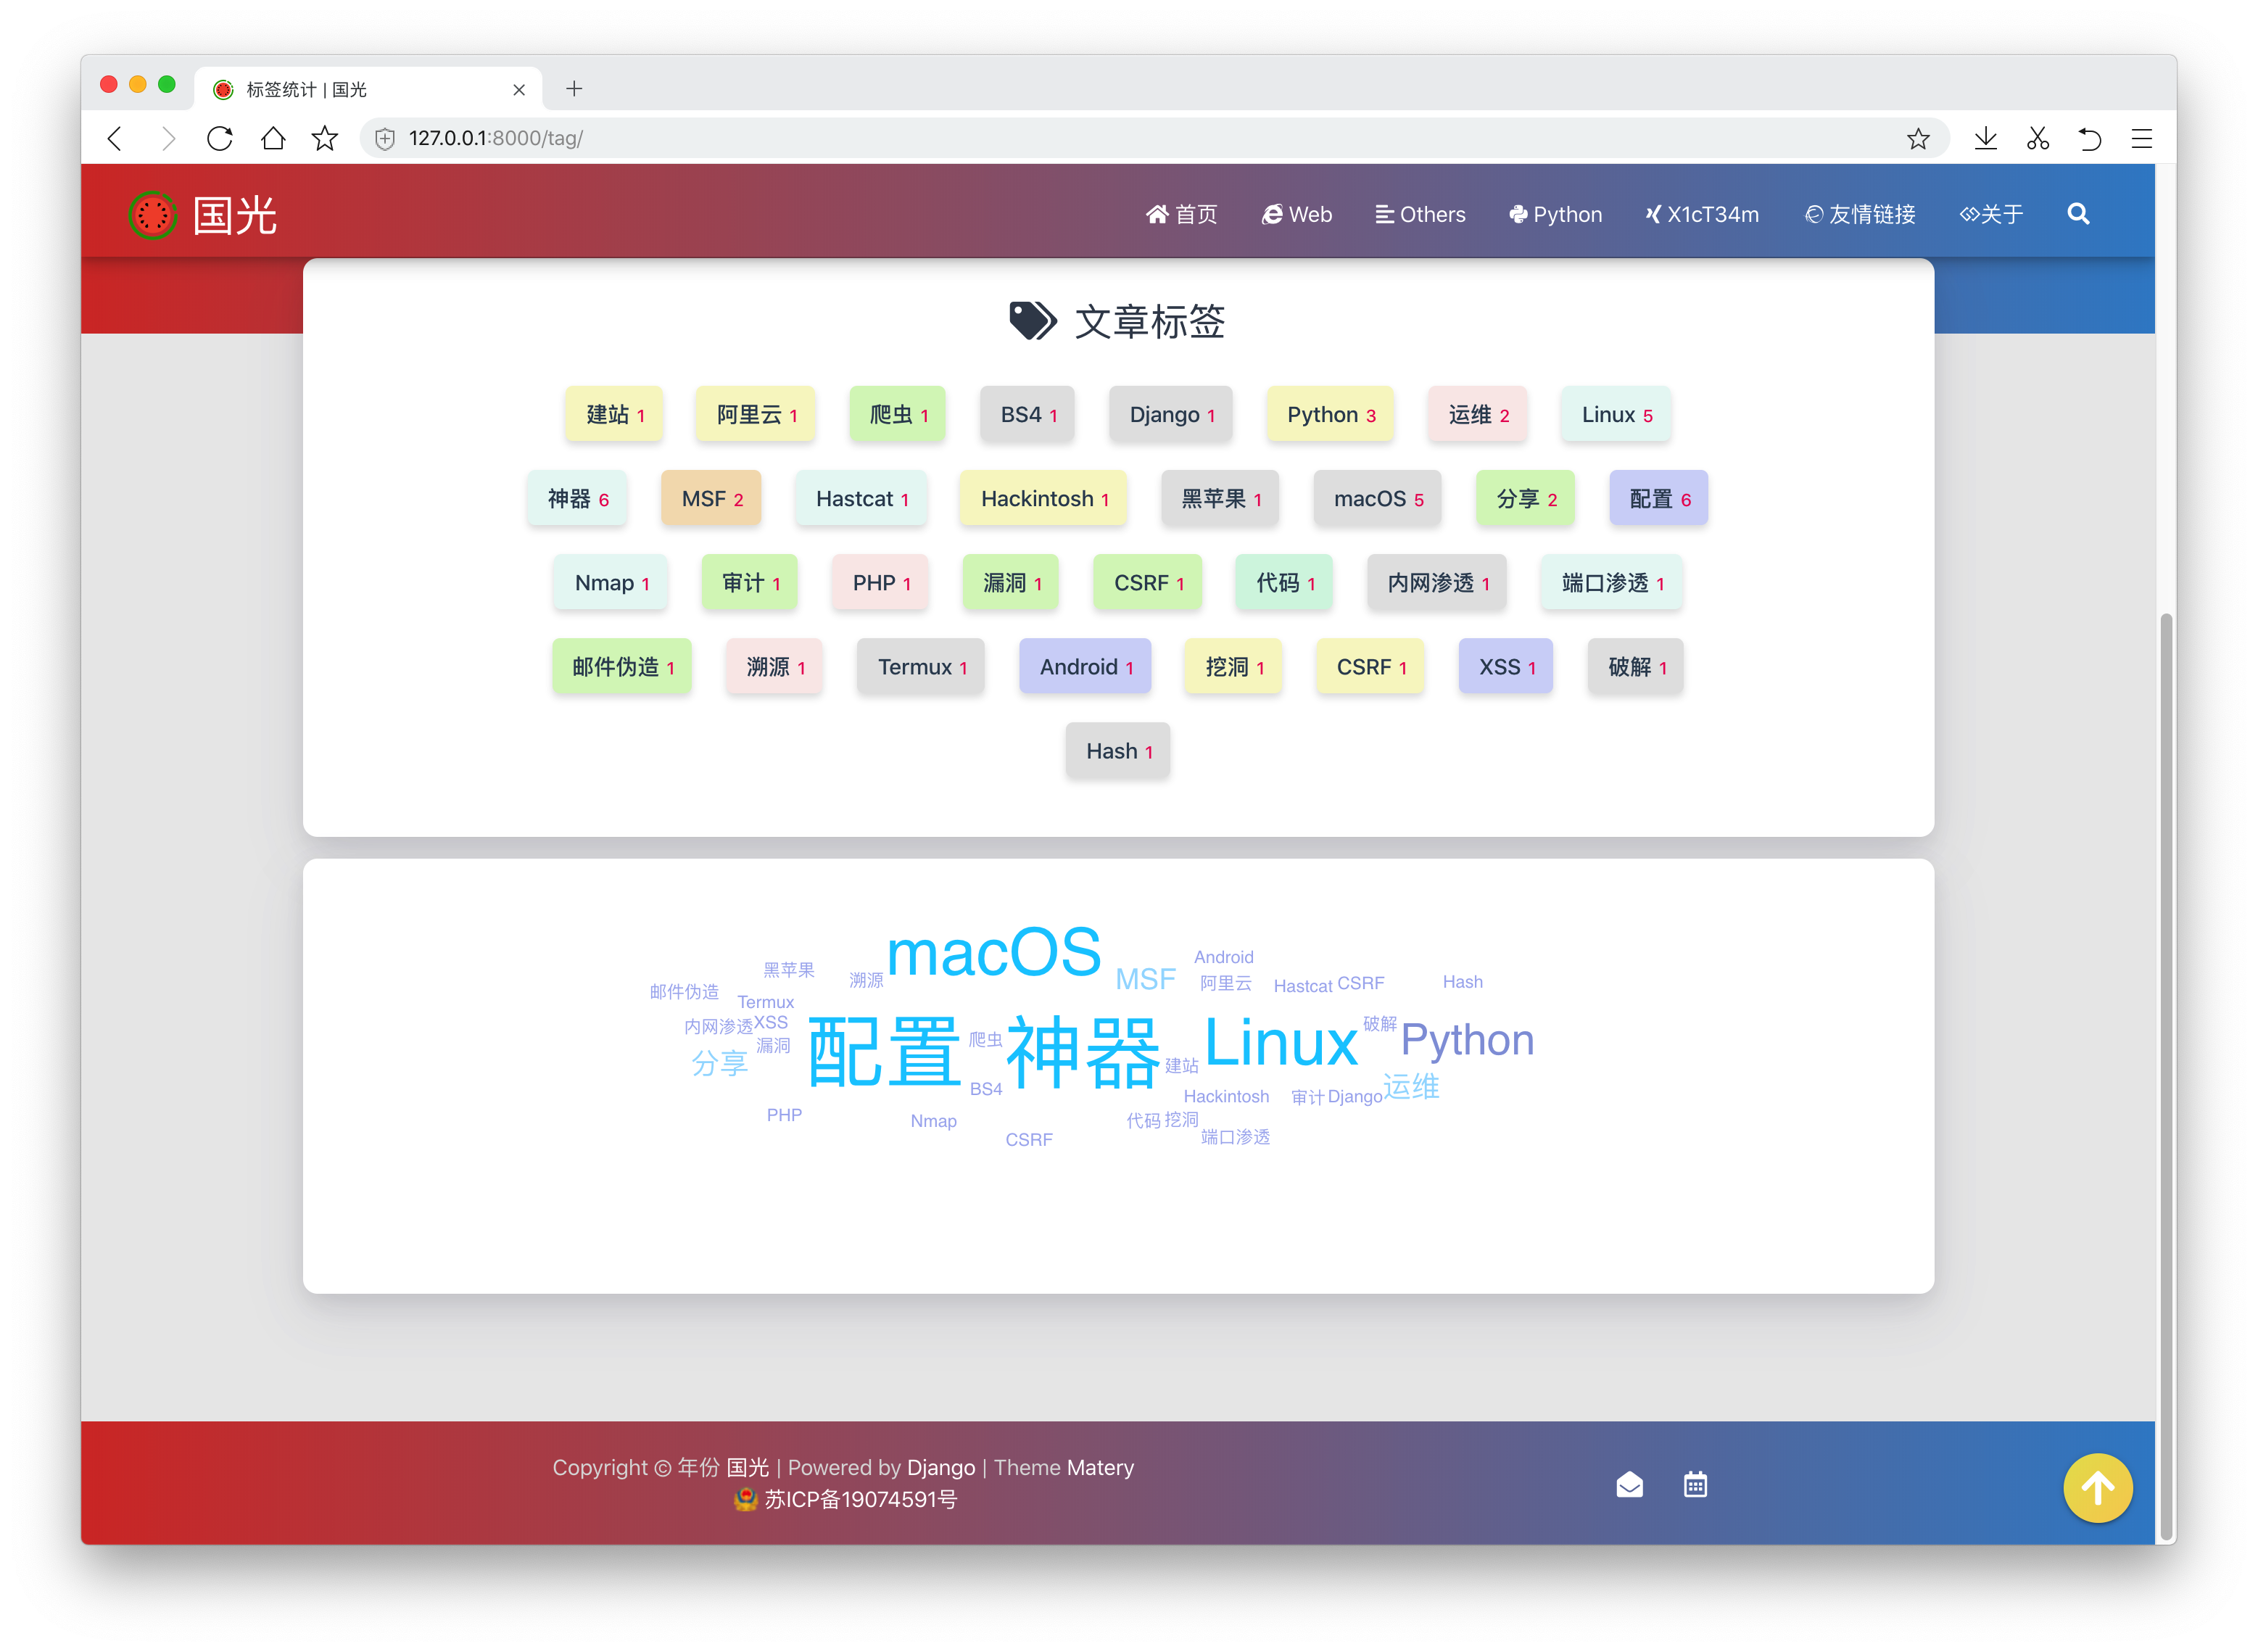 标签统计 | 国光
127.0.0.1:8000/tag/
国光 首页 Web Others Python X1cT34m 友情链接 关于
文章标签
建站 1 阿里云 1 爬虫 1 BS4 1 Django 1 Python 3 运维 2 Linux 5
神器 6 MSF 2 Hastcat 1 Hackintosh 1 黑苹果 1 macOS 5 分享 2 配置 6
Nmap 1 审计 1 PHP 1 漏洞 1 CSRF 1 代码 1 内网渗透 1 端口渗透 1
邮件伪造 1 溯源 1 Termux 1 Android 1 挖洞 1 CSRF 1 XSS 1 破解 1
Hash 1
macOS
Android
黑苹果 溯源 MSF 阿里云 Hastcat CSRF Hash
邮件伪造 Termux
内网渗透 XSS 破解
漏洞 配置 爬虫 神器 Linux Python
分享 建站
BS4 Hackintosh 审计 Django 运维
PHP Nmap 代码 挖洞
CSRF 端口渗透
Copyright © 年份 国光 | Powered by Django | Theme Matery
苏ICP备19074591号